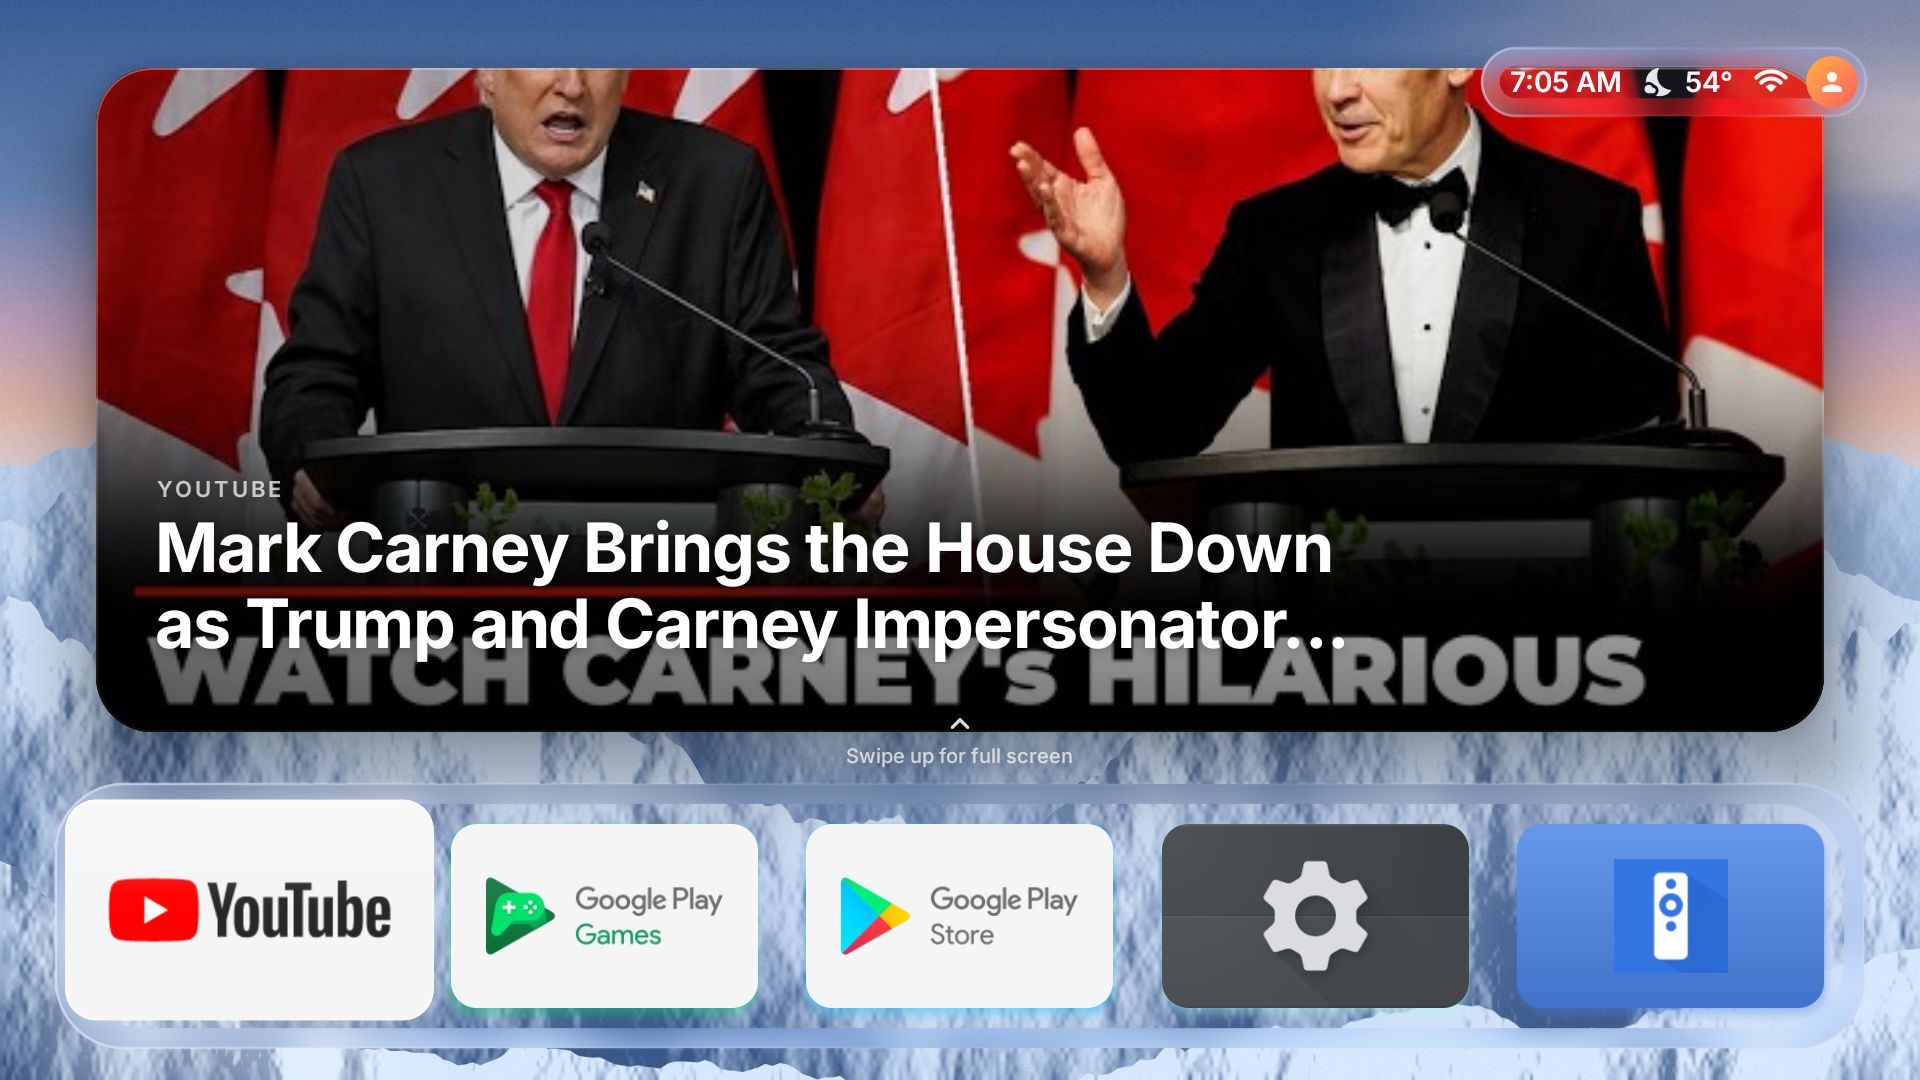 7:05 AM 54°
YOUTUBE
Mark Carney Brings the House Down
as Trump and Carney Impersonator...
WATCH CARNEY's HILARIOUS
Swipe up for full screen
YouTube
Google Play
Games
Google Play
Store